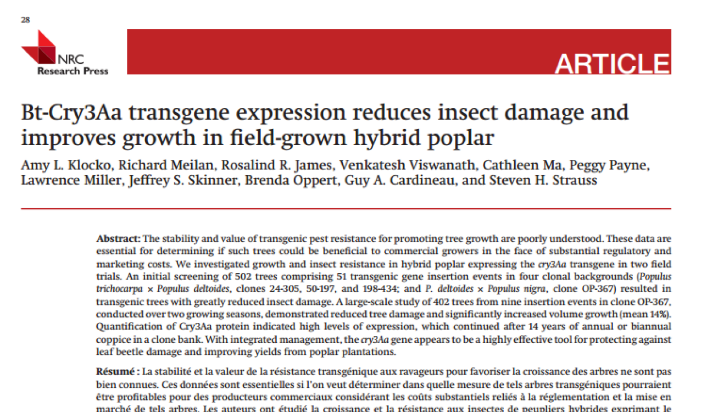 28
NRC
Research Press
ARTICLE
Bt-Cry3Aa transgene expression reduces insect damage and
improves growth in field-grown hybrid poplar
Amy L. Klocko, Richard Meilan, Rosalind R. James, Venkatesh Viswanath, Cathleen Ma, Peggy Payne,
Lawrence Miller, Jeffrey S. Skinner, Brenda Oppert, Guy A. Cardineau, and Steven H. Strauss
Abstract: The stability and value of transgenic pest resistance for promoting tree growth are poorly understood. These data are
essential for determining if such trees could be beneficial to commercial growers in the face of substantial regulatory and
marketing costs. We investigated growth and insect resistance in hybrid poplar expressing the cry3Aa transgene in two field
trials. An initial screening of 502 trees comprising 51 transgenic gene insertion events in four clonal backgrounds (Populus
trichocarpa × Populus deltoides, clones 24-305, 50-197, and 198-434; and P. deltoides × Populus nigra, clone OP-367) resulted in
transgenic trees with greatly reduced insect damage. A large-scale study of 402 trees from nine insertion events in clone OP-367,
conducted over two growing seasons, demonstrated reduced tree damage and significantly increased volume growth (mean 14%).
Quantification of Cry3Aa protein indicated high levels of expression, which continued after 14 years of annual or biannual
coppice in a clone bank. With integrated management, the cry3Aa gene appears to be a highly effective tool for protecting against
leaf beetle damage and improving yields from poplar plantations.
Résumé : La stabilité et la valeur de la résistance transgénique aux ravageurs pour favoriser la croissance des arbres ne sont pas
bien connues. Ces données sont essentielles si l'on veut déterminer dans quelle mesure de tels arbres transgéniques pourraient
être profitables pour des producteurs commerciaux considérant les coûts substantiels reliés à la réglementation et la mise en
marché de tels arbres. Les auteurs ont étudié la croissance et la résistance aux insectes de peupliers hybrides exprimant le